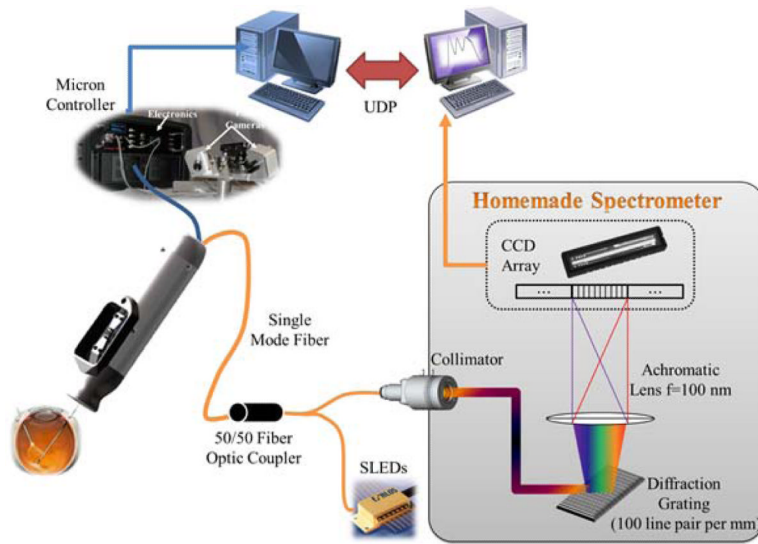 Micron
Controller
Electronics
Cameras
UDP
Homemade Spectrometer
CCD
Array
Single
Mode Fiber
Collimator
Achromatic
Lens f=100 nm
50/50 Fiber
Optic Coupler
SLEDs
Diffraction
Grating
(100 line pair per mm)